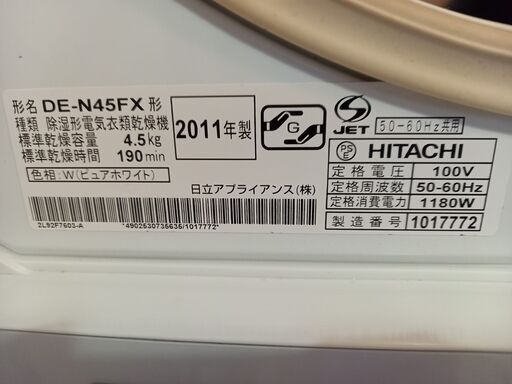 形名 DE-N45FX 形
種類 除湿形電気衣類乾燥機
標準乾燥容量 4.5kg
標準乾燥時間 190min
色相:W(ピュアホワイト)
2011年製
G
S
JET
50-60Hz共用
PSE
HITACHI
定格電圧 100V
定格周波数 50-60Hz
定格消費電力 1180W
製造番号 1017772
日立アプライアンス(株)
2L92F7603-A
*4902530735635/1017772*